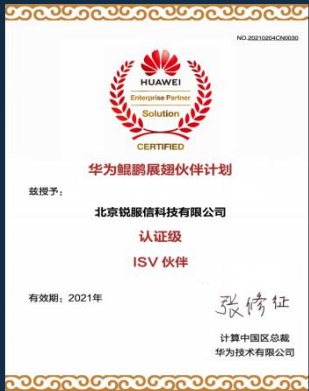 NO.20210204CN0030
HUAWEI
Enterprise Partner
Solution
CERTIFIED
华为鲲鹏展翅伙伴计划
兹授予：
北京锐服信科技有限公司
认证级
ISV 伙伴
有效期：2021年
张修征
计算中国区总裁
华为技术有限公司